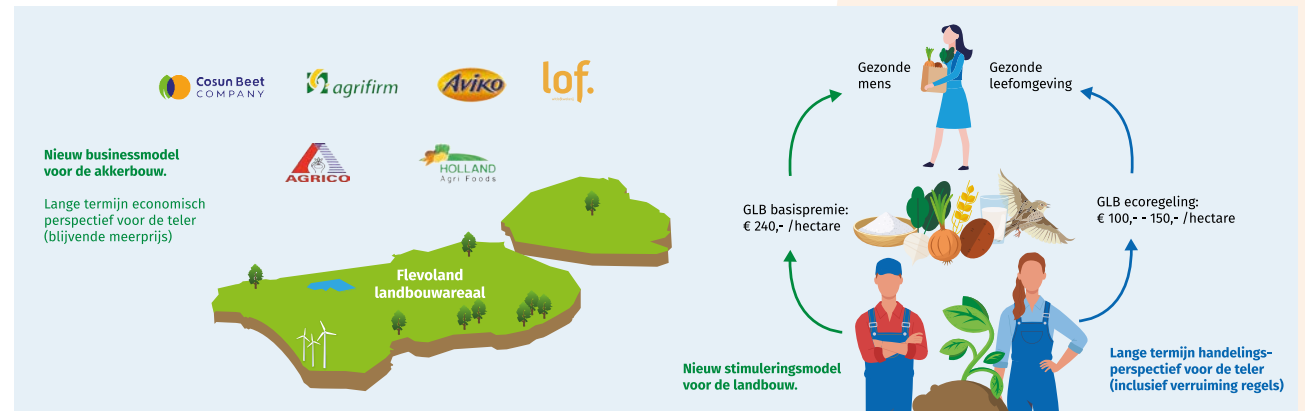 Cosun Beet
COMPANY
agrifirm
AVIKO
lof.
AGRICO
HOLLAND
Agri Foods
Nieuw businessmodel
voor de akkerbouw.
Lange termijn economisch
perspectief voor de teler
(blijvende meerprijs)
Flevoland
landbouwareaal
Gezonde
mens
Gezonde
leefomgeving
GLB basispremie:
€ 240,- /hectare
GLB ecoregeling:
€ 100,- - 150,- /hectare
Nieuw stimuleringsmodel
voor de landbouw.
Lange termijn handelings-
perspectief voor de teler
(inclusief verruiming regels)